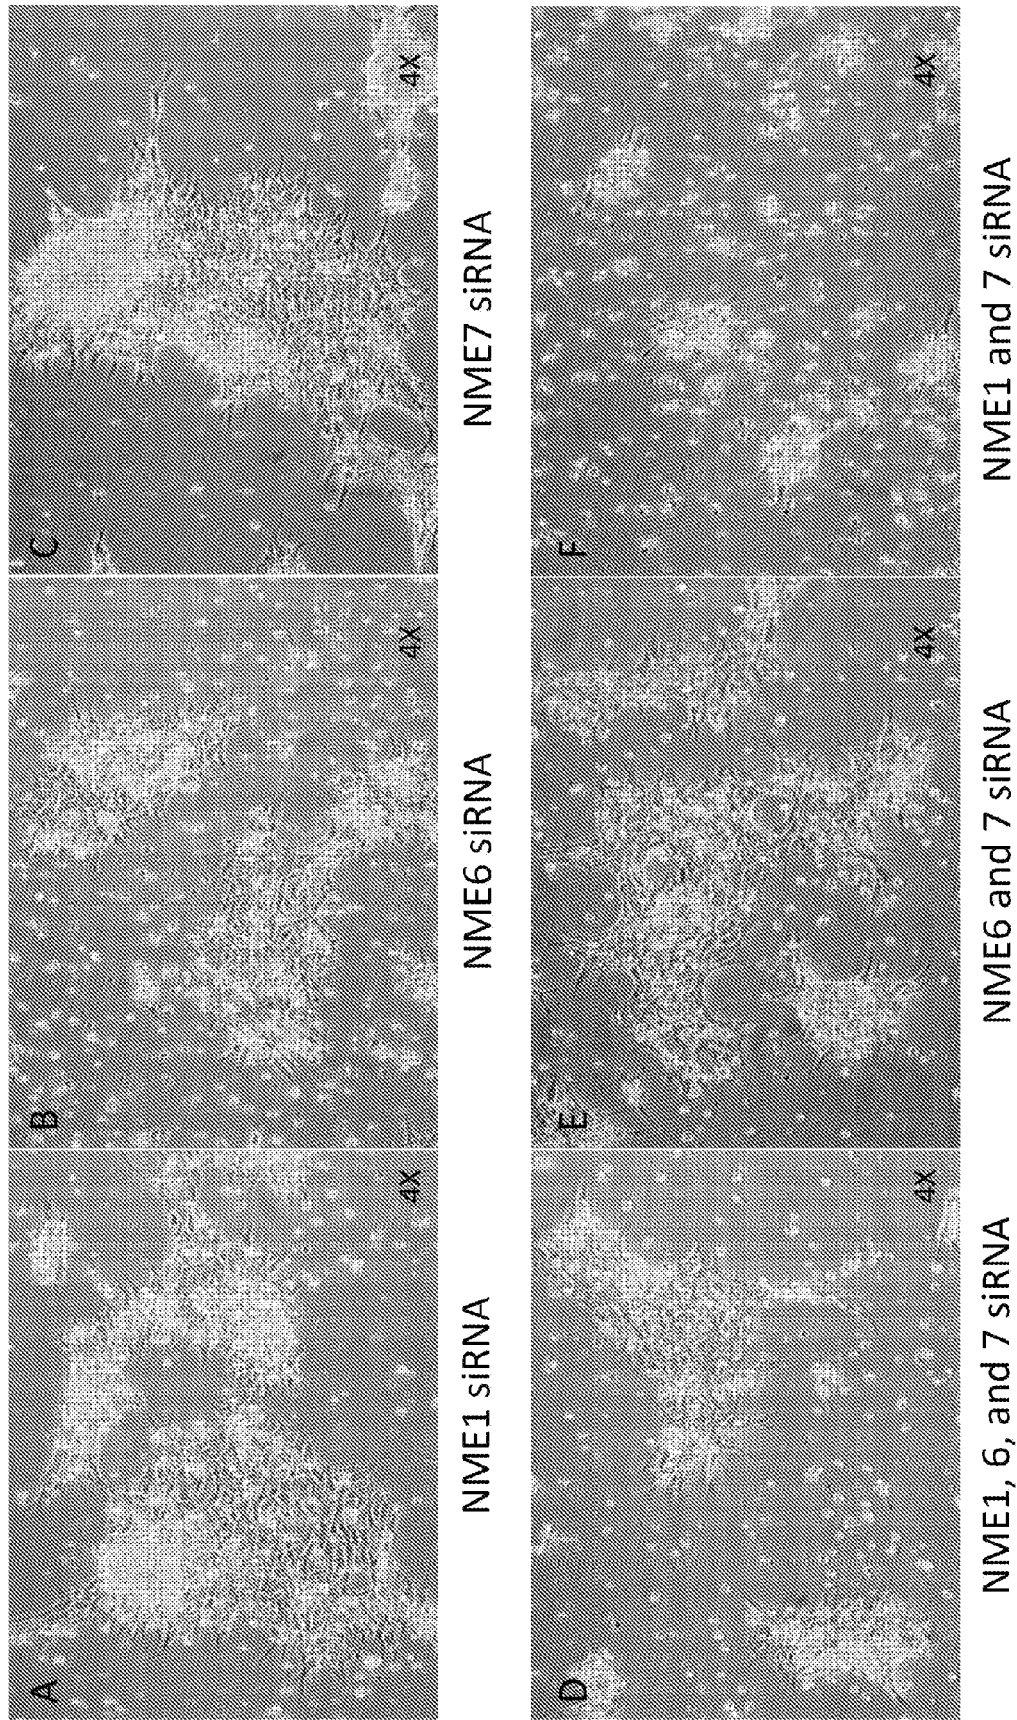 A
4X
B
4X
C
4X
NME1 siRNA
NME6 siRNA
NME7 siRNA
D
4X
E
4X
F
4X
NME1, 6, and 7 siRNA
NME6 and 7 siRNA
NME1 and 7 siRNA